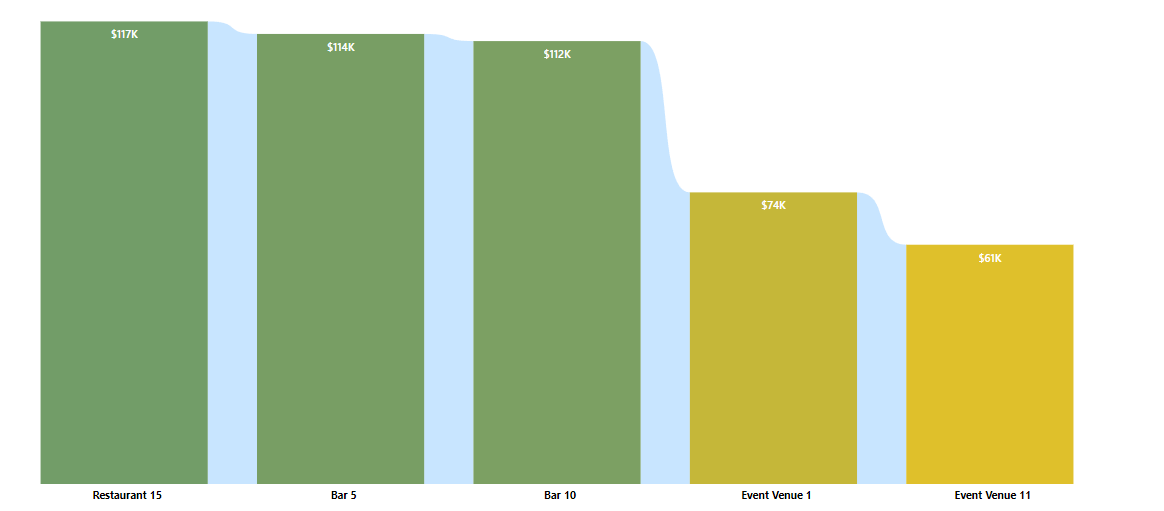 $117K
$114K
$112K
$74K
$61K
Restaurant 15
Bar 5
Bar 10
Event Venue 1
Event Venue 11